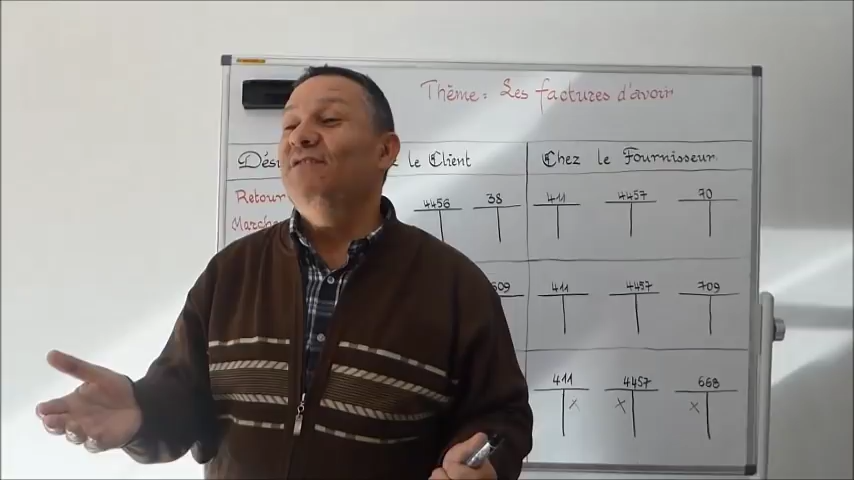 Thème: Les factures d'avoir
le Client
Chez le Fournisseur
Retour
4456 38
411 4457 70
609
411 4457 709
411 4457 668
x x x